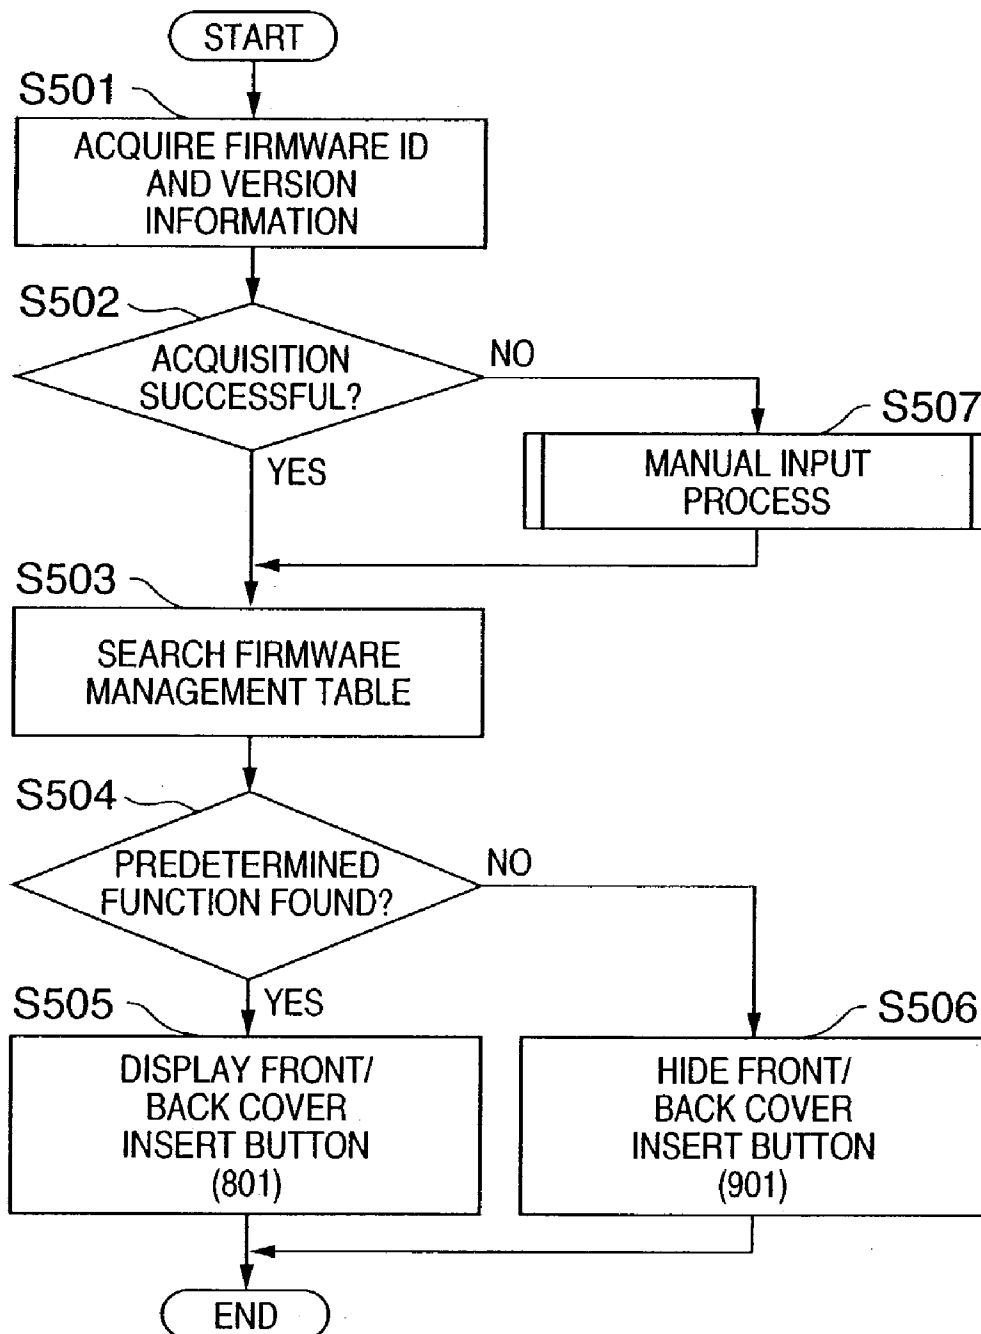 START
S501
ACQUIRE FIRMWARE ID
AND VERSION
INFORMATION
S502
ACQUISITION
SUCCESSFUL?
NO
YES
S507
MANUAL INPUT
PROCESS
S503
SEARCH FIRMWARE
MANAGEMENT TABLE
S504
PREDETERMINED
FUNCTION FOUND?
NO
YES
S505
DISPLAY FRONT/
BACK COVER
INSERT BUTTON
(801)
S506
HIDE FRONT/
BACK COVER
INSERT BUTTON
(901)
END